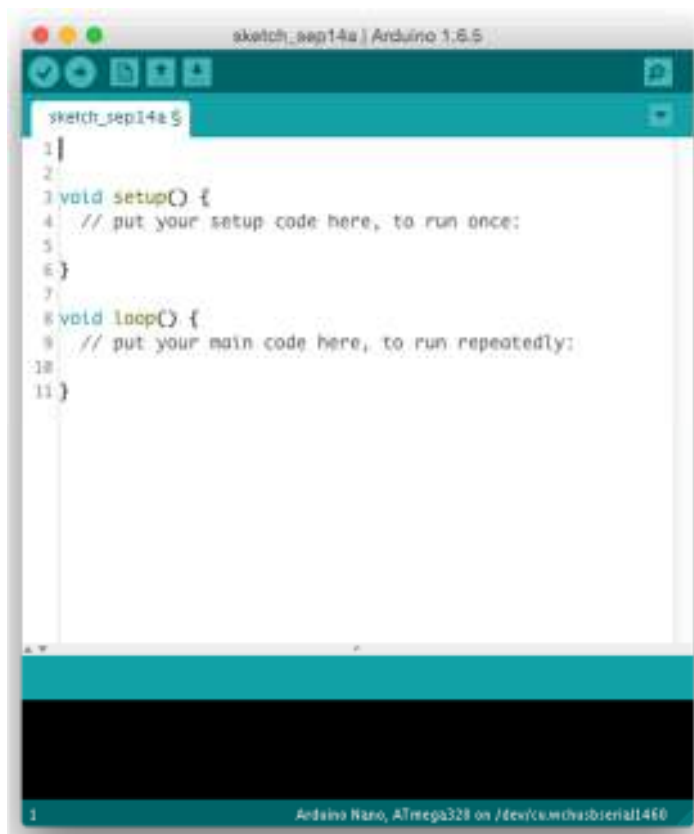 sketch_sep14a | Arduino 1.6.5
sketch_sep14a §
1
2
3 void setup() {
4 // put your setup code here, to run once:
5
6 }
7
8 void loop() {
9 // put your main code here, to run repeatedly:
10
11 }
1 Arduino Nano, ATmega328 on /dev/cu.wchusbserial1460